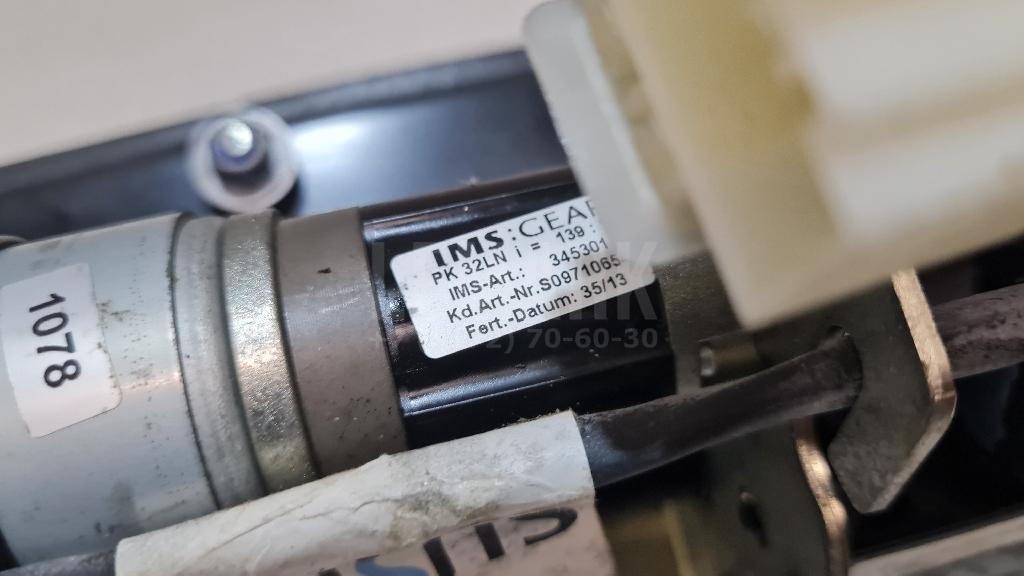 IMS:GEAR
PK 32LN i = 139:
IMS-Art.: 345301
Kd.Art.-Nr.S0971065
Fert.-Datum: 35/13
1078
2) 70-60-30